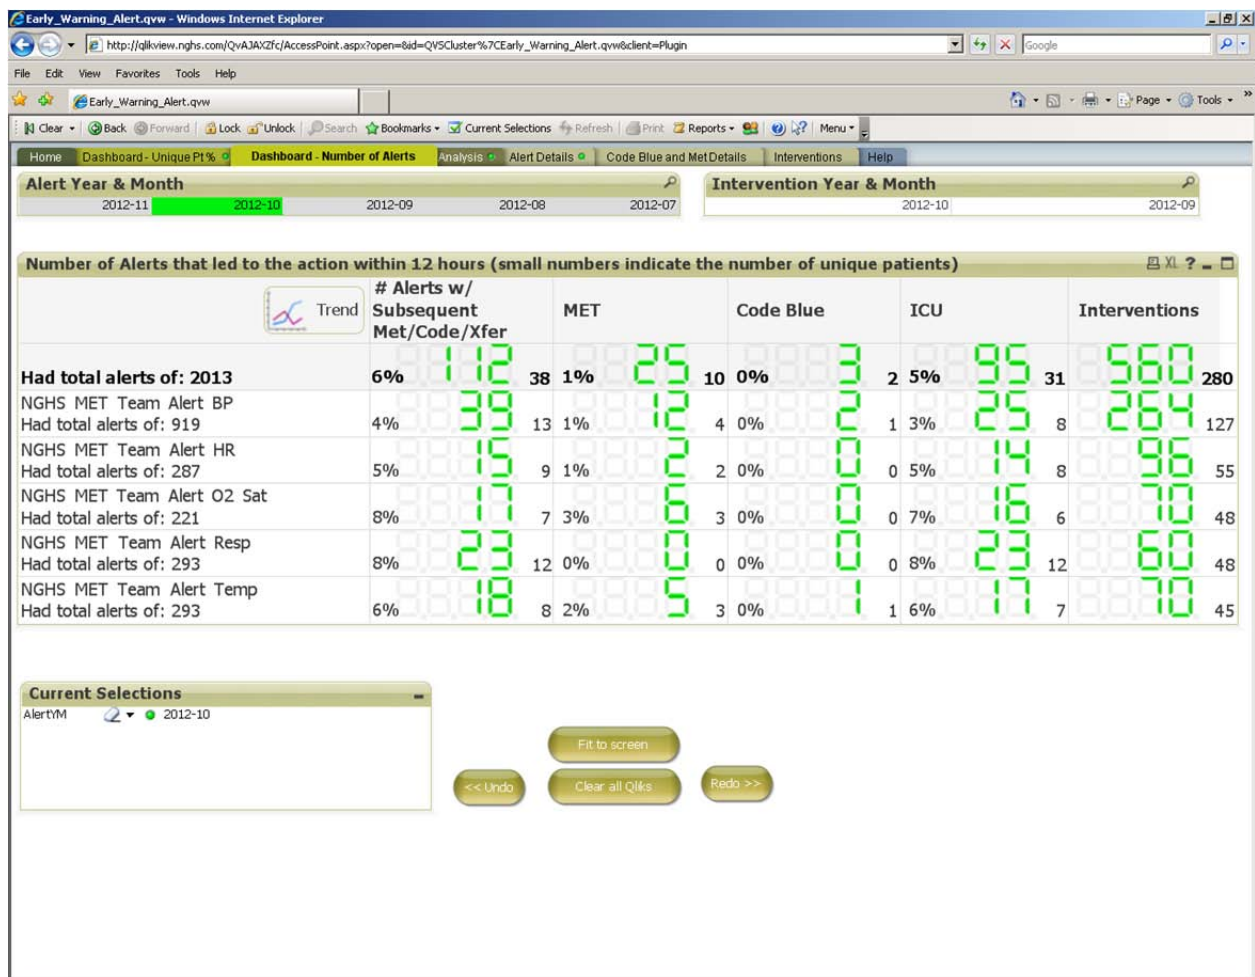 Early_Warning_Alert.qvw - Windows Internet Explorer
http://qlikview.nghs.com/QvAJAXZfc/AccessPoint.aspx?open=&id=QVSCluster%7CEarly_Warning_Alert.qvw&client=Plugin Google
File Edit View Favorites Tools Help
Early_Warning_Alert.qvw Page Tools »
Clear Back Forward Lock Unlock Search Bookmarks Current Selections Refresh Print Reports Menu
Home Dashboard - Unique Pt % Dashboard - Number of Alerts Analysis Alert Details Code Blue and Met Details Interventions Help
Alert Year & Month Intervention Year & Month
2012-11 2012-10 2012-09 2012-08 2012-07 2012-10 2012-09
Number of Alerts that led to the action within 12 hours (small numbers indicate the number of unique patients) XL ?
Trend # Alerts w/ Subsequent Met/Code/Xfer MET Code Blue ICU Interventions
Had total alerts of: 2013 6% 112 38 1% 25 10 0% 3 2 5% 95 31 560 280
NGHS MET Team Alert BP
Had total alerts of: 919 4% 39 13 1% 12 4 0% 2 1 3% 25 8 264 127
NGHS MET Team Alert HR
Had total alerts of: 287 5% 15 9 1% 2 2 0% 0 0 5% 14 8 96 55
NGHS MET Team Alert O2 Sat
Had total alerts of: 221 8% 17 7 3% 6 3 0% 0 0 7% 16 6 70 48
NGHS MET Team Alert Resp
Had total alerts of: 293 8% 23 12 0% 0 0 0% 0 0 8% 23 12 60 48
NGHS MET Team Alert Temp
Had total alerts of: 293 6% 18 8 2% 5 3 0% 1 1 6% 17 7 70 45
Current Selections
AlertYM 2012-10
Fit to screen
<< Undo Clear all Qliks Redo >>